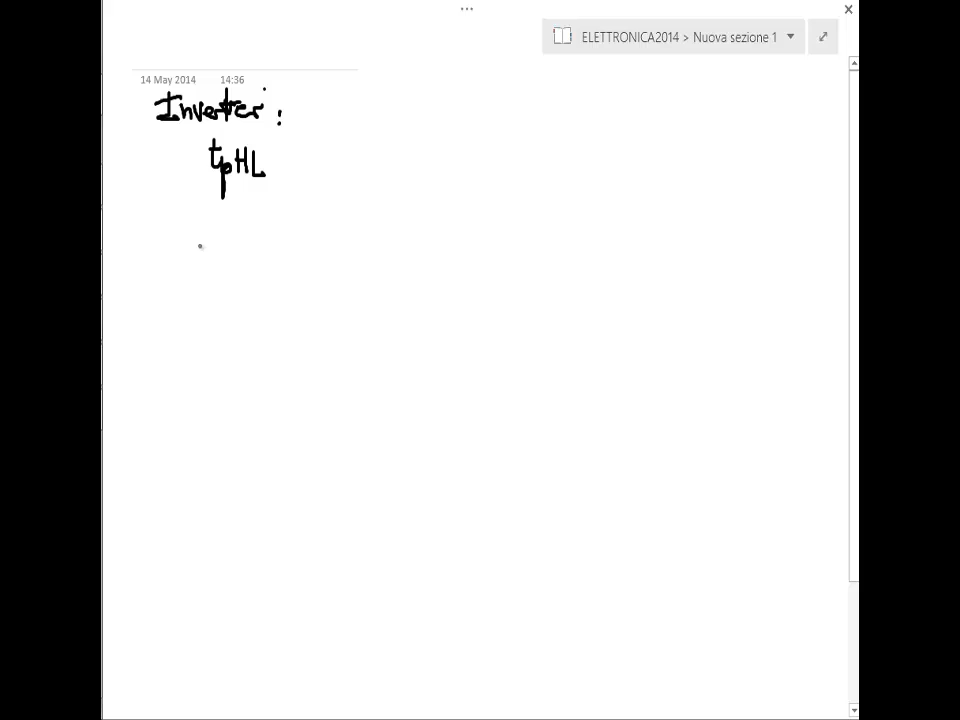 ELETTRONICA2014 > Nuova sezione 1
14 May 2014 14:36
Inverter :
tpHL